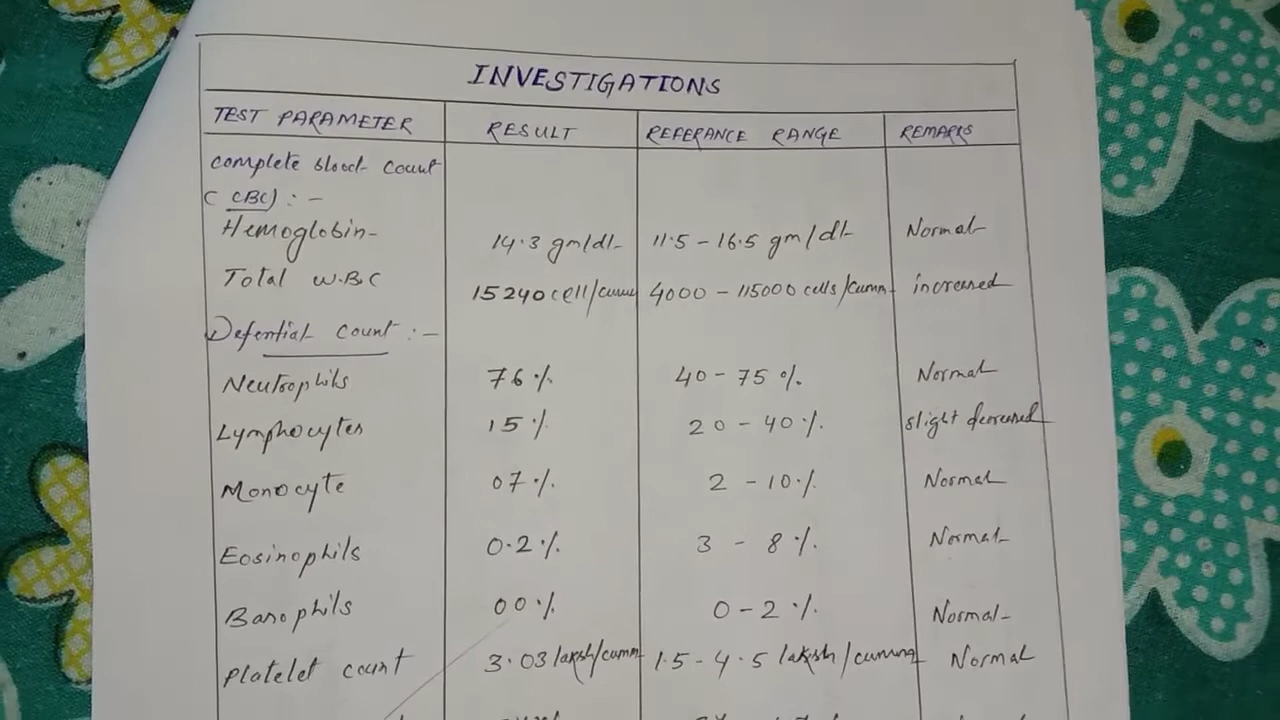 INVESTIGATIONS
TEST PARAMETER RESULT REFERANCE RANGE REMARKS
Complete blood count
(CBC) : -
Hemoglobin- 14.3 gm/dl- 11.5 - 16.5 gm/dl- Normal
Total W.B.C 15240 cell/cumm 4000 - 115000 cells/cumm increased
Defential count : -
Neutrophils 76 % 40 - 75 % Normal
Lymphocytes 15 % 20 - 40 % slight decreased
Monocyte 07 % 2 - 10 % Normal
Eosinophils 0.2 % 3 - 8 % Normal
Basophils 00 % 0 - 2 % Normal
Platelet count 3.03 laksh/cumm 1.5 - 4.5 laksh/cumm Normal